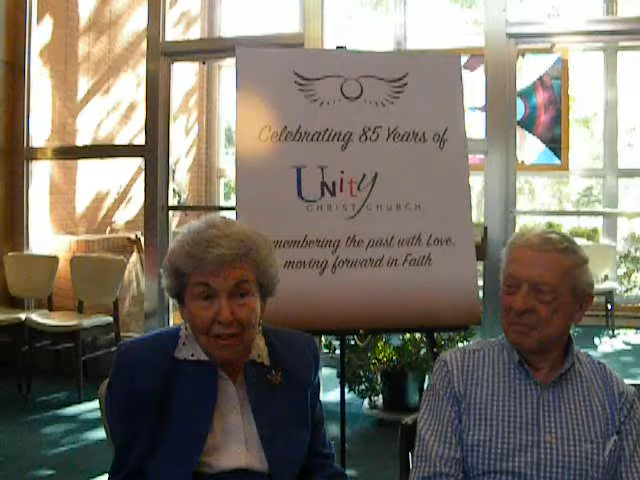 Celebrating 85 Years of
Unity
CHRIST CHURCH
membering the past with Love,
moving forward in Faith